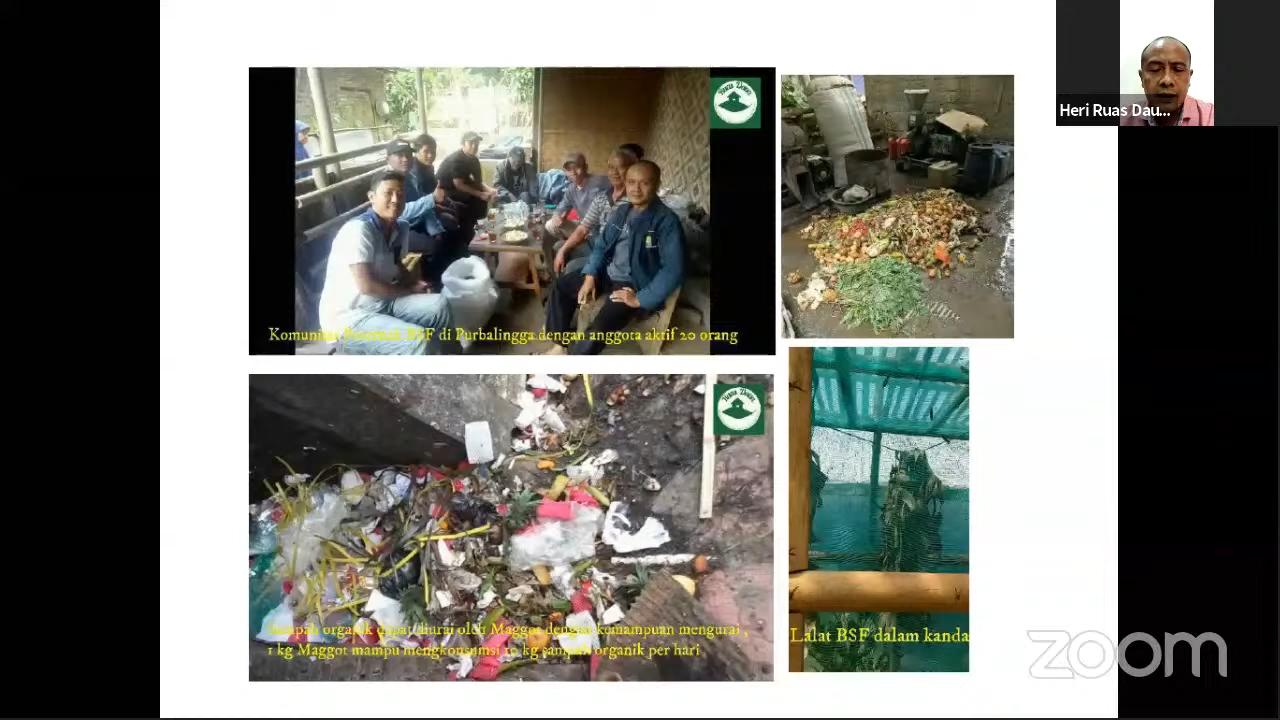 Heri Ruas Dau...
Komunitas Peternak BSF di Purbalingga dengan anggota aktif 20 orang
Sampah organik dapat diurai oleh Maggot dengan kemampuan mengurai ,
1 kg Maggot mampu mengkonsumsi 10 kg sampah organik per hari
Lalat BSF dalam kanda
zoom